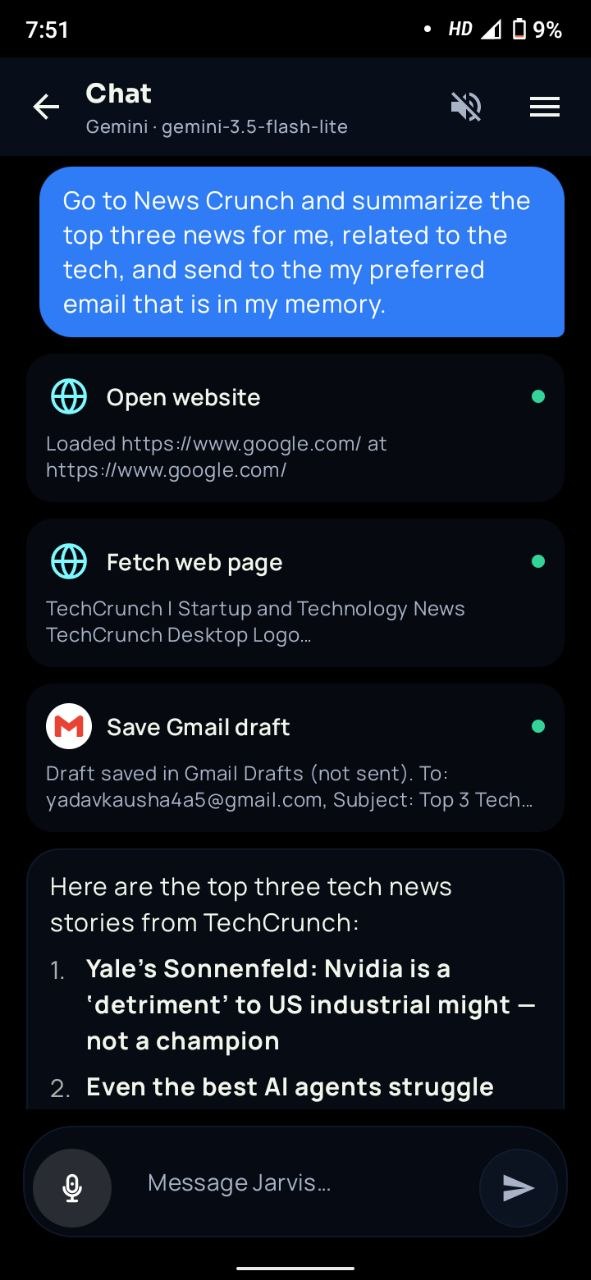 7:51
HD
9%
Chat
Gemini · gemini-3.5-flash-lite
Go to News Crunch and summarize the
top three news for me, related to the
tech, and send to the my preferred
email that is in my memory.
Open website
Loaded https://www.google.com/ at
https://www.google.com/
Fetch web page
TechCrunch | Startup and Technology News
TechCrunch Desktop Logo…
Save Gmail draft
Draft saved in Gmail Drafts (not sent). To:
yadavkausha4a5@gmail.com, Subject: Top 3 Tech…
Here are the top three tech news
stories from TechCrunch:
1. Yale’s Sonnenfeld: Nvidia is a
‘detriment’ to US industrial might —
not a champion
2. Even the best AI agents struggle
Message Jarvis…